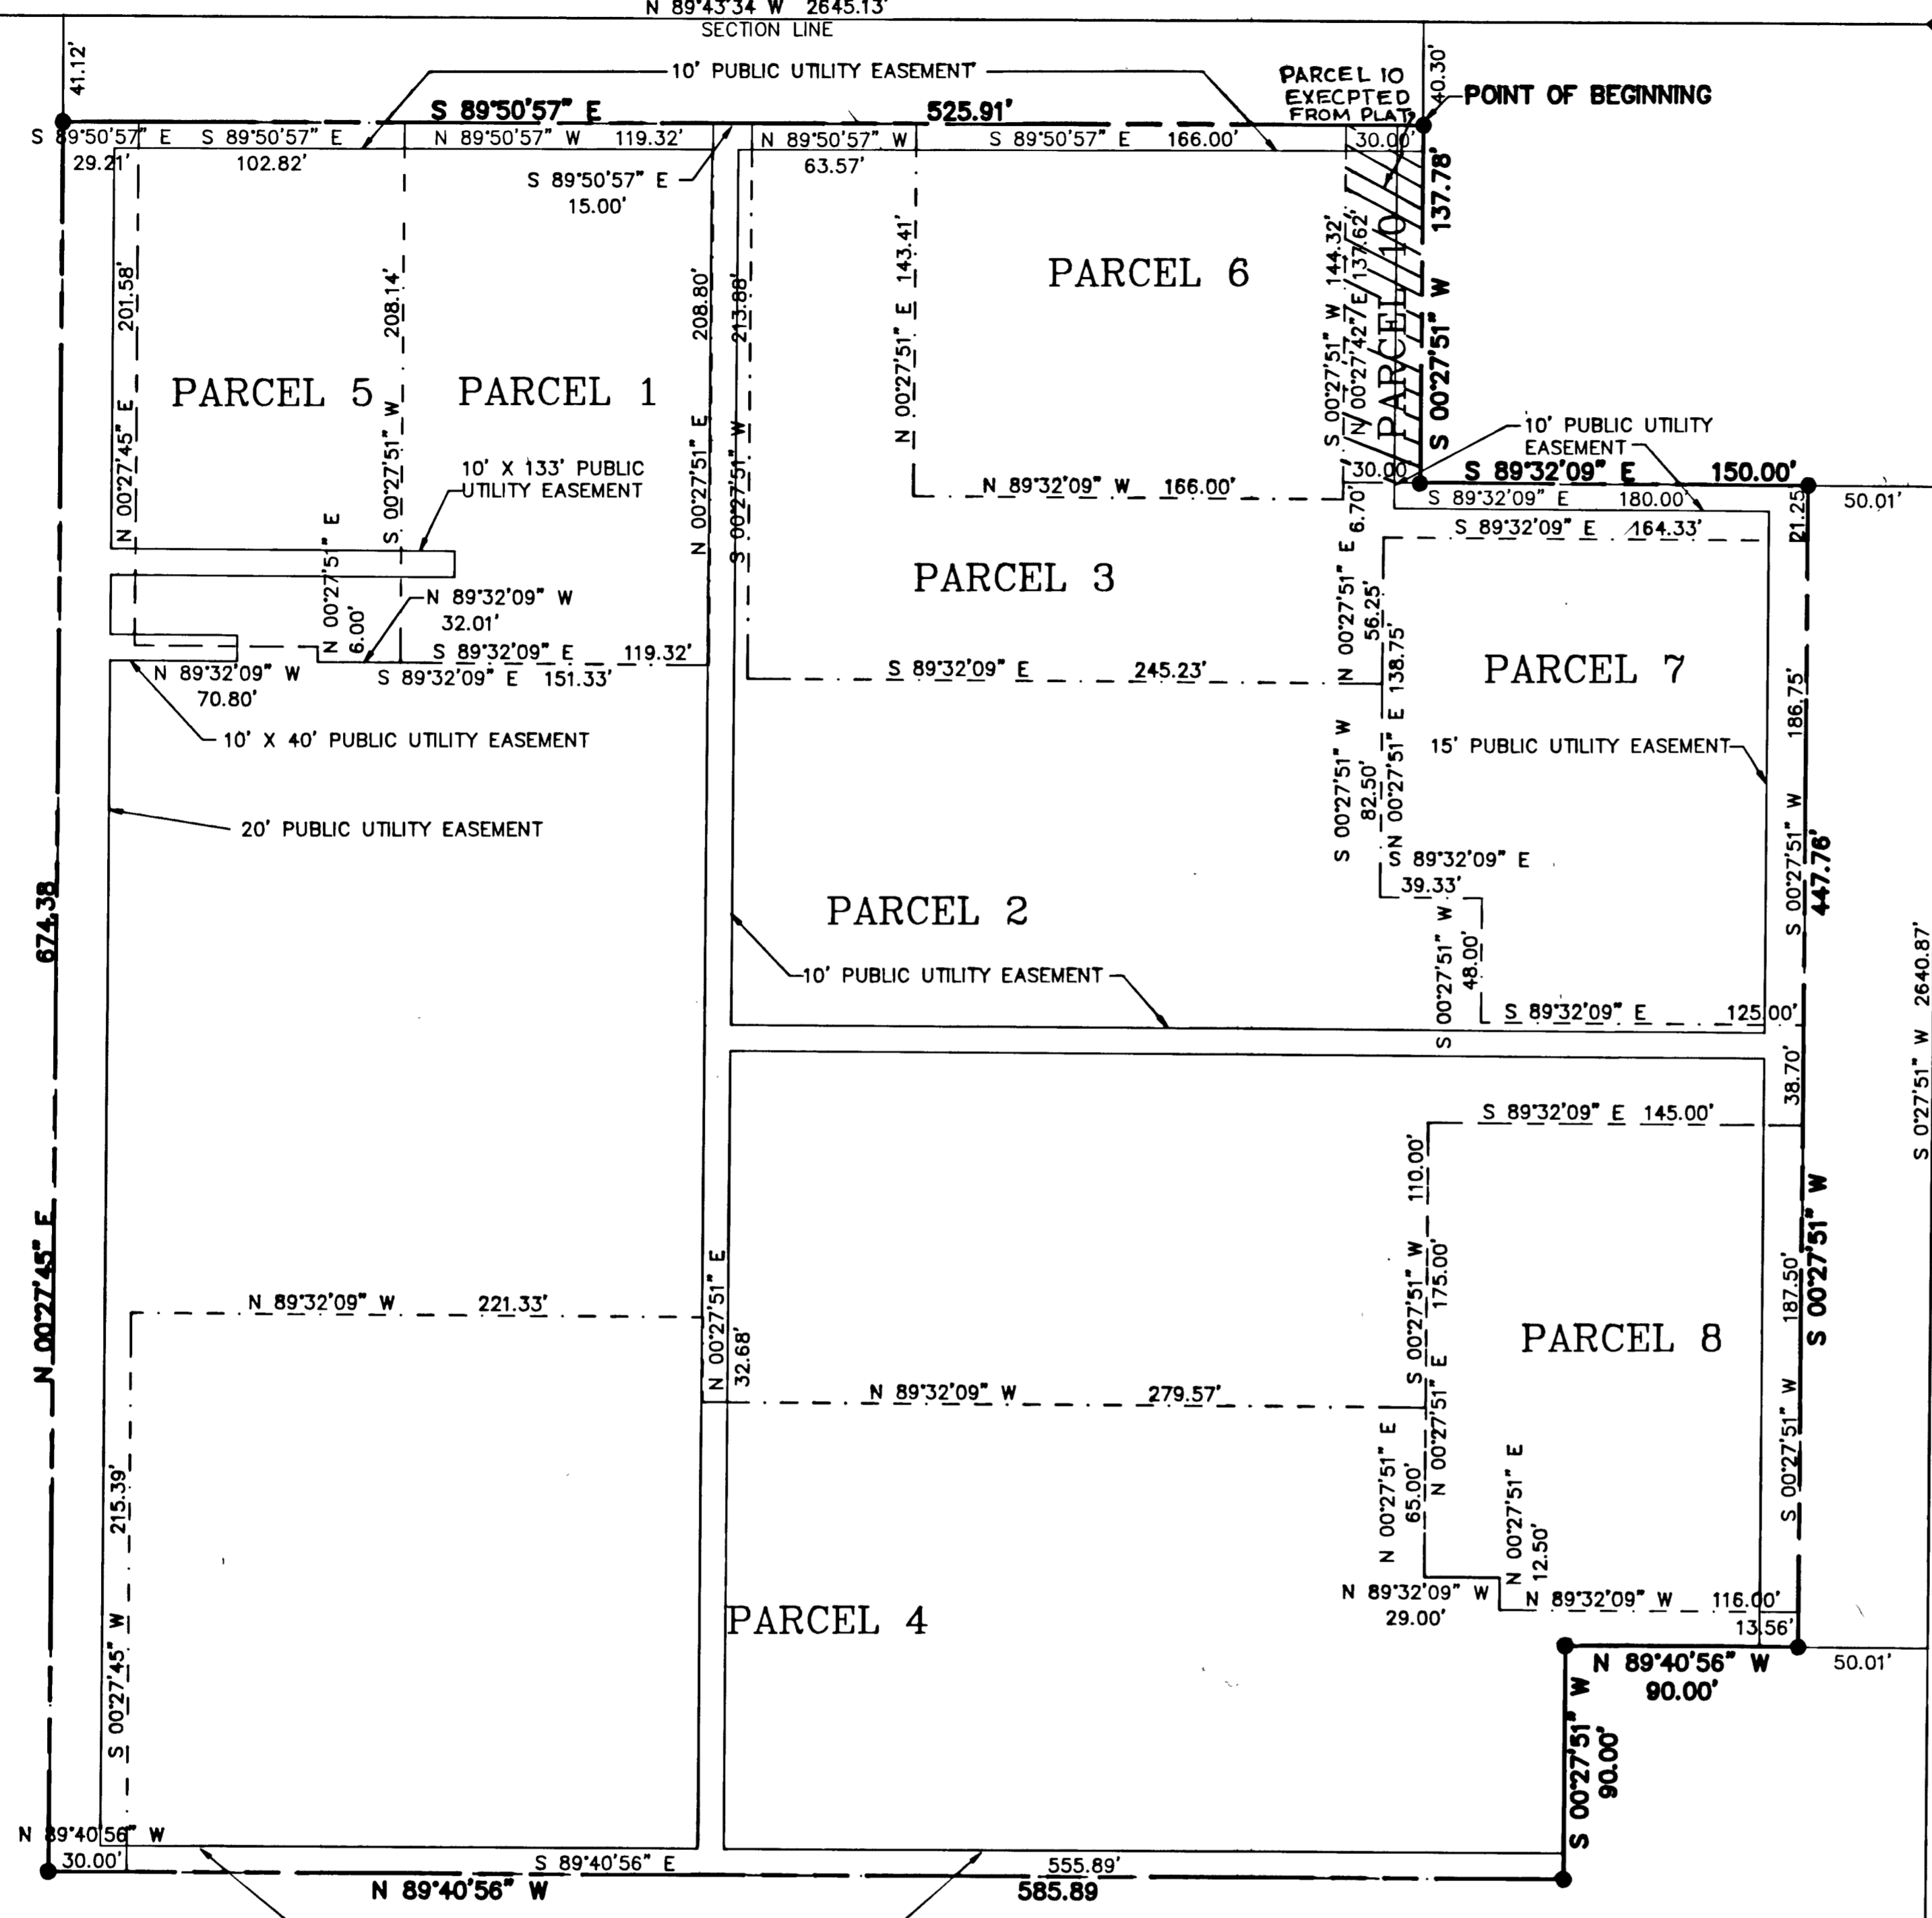 N 89°43'34" W 2645.13'
SECTION LINE
41.12'
10' PUBLIC UTILITY EASEMENT
PARCEL 10
EXECPTED
FROM PLAT
40.30'
POINT OF BEGINNING
S 89°50'57" E 525.91'
S 89°50'57" E
29.21'
S 89°50'57" E
102.82'
N 89°50'57" W 119.32'
S 89°50'57" E
15.00'
N 89°50'57" W
63.57'
S 89°50'57" E 166.00'
30.00'
137.78'
S 00°27'51" W
N 00°27'45" E 201.58'
S 00°27'51" W 208.14'
N 00°27'51" E 208.80'
S 00°27'51" W 213.88'
N 00°27'51" E 143.41'
S 00°27'51" W 144.32'
N 00°27'42" E 137.62'
PARCEL 10
PARCEL 6
PARCEL 5
PARCEL 1
10' X 133' PUBLIC
UTILITY EASEMENT
10' PUBLIC UTILITY
EASEMENT
N 89°32'09" W 166.00'
30.00'
S 89°32'09" E 150.00'
S 89°32'09" E 180.00'
50.01'
S 89°32'09" E 164.33'
21.25'
N 00°27'51" E
6.00'
N 89°32'09" W
32.01'
S 89°32'09" E 119.32'
S 89°32'09" E 151.33'
N 89°32'09" W
70.80'
10' X 40' PUBLIC UTILITY EASEMENT
20' PUBLIC UTILITY EASEMENT
PARCEL 3
6.70'
N 00°27'51" E
56.25'
S 89°32'09" E 245.23'
N 00°27'51" E 138.75'
PARCEL 7
S 00°27'51" W
82.50'
15' PUBLIC UTILITY EASEMENT
S 00°27'51" W 186.75'
447.76'
S 89°32'09" E
39.33'
PARCEL 2
S 00°27'51" W
48.00'
10' PUBLIC UTILITY EASEMENT
S 89°32'09" E 125.00'
674.38
N 00°27'45" E
S 0°27'51" W 2640.87'
38.70'
S 89°32'09" E 145.00'
S 00°27'51" W
S 00°27'51" W 110.00'
N 00°27'51" E 175.00'
S 00°27'51" W 187.50'
N 89°32'09" W 221.33'
N 00°27'51" E
32.68'
PARCEL 8
N 89°32'09" W 279.57'
N 00°27'51" E
65.00'
N 00°27'51" E
12.50'
S 00°27'45" W 215.39'
N 89°32'09" W
29.00'
N 89°32'09" W 116.00'
13.56'
PARCEL 4
N 89°40'56" W
90.00'
50.01'
S 00°27'51" W
90.00'
N 89°40'56" W
30.00'
S 89°40'56" E 555.89'
N 89°40'56" W 585.89